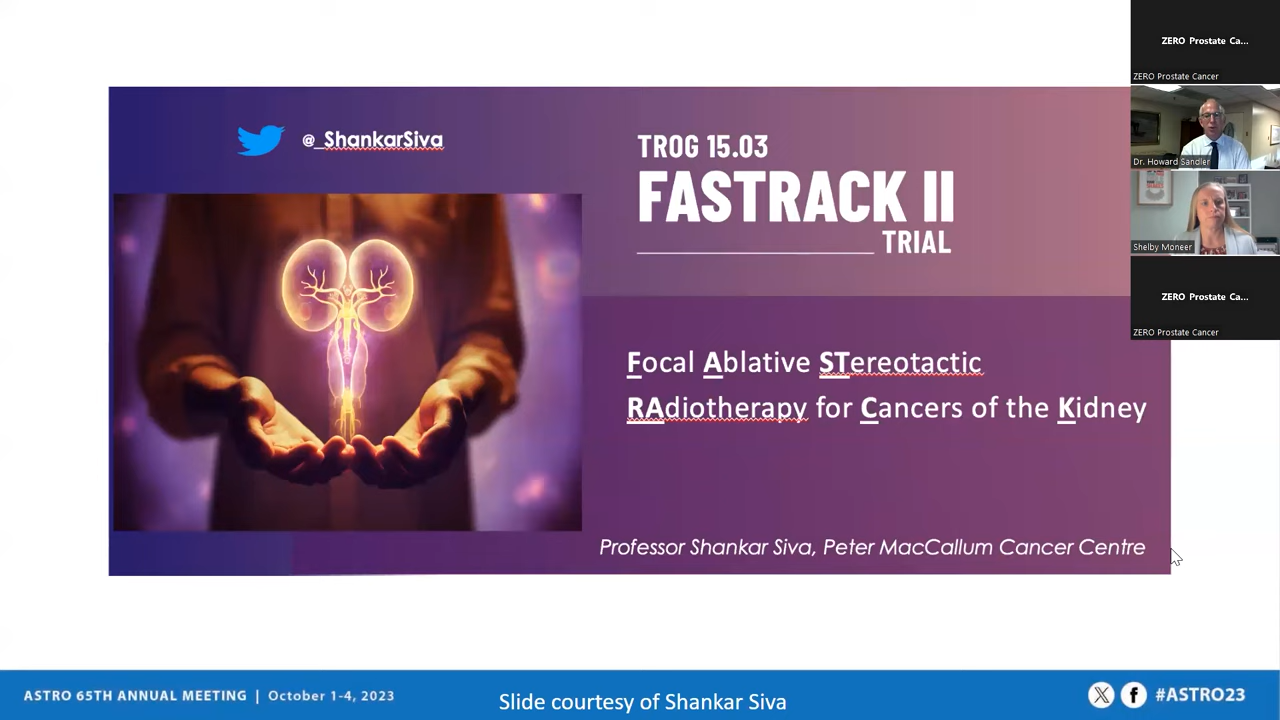 @_ShankarSiva
TROG 15.03
FASTRACK II
TRIAL
Focal Ablative STereotactic
RAdiotherapy for Cancers of the Kidney
Professor Shankar Siva, Peter MacCallum Cancer Centre
ASTRO 65TH ANNUAL MEETING | October 1-4, 2023
Slide courtesy of Shankar Siva
#ASTRO23
ZERO Prostate Ca...
ZERO Prostate Cancer
Dr. Howard Sandler
Shelby Moneer
ZERO Prostate Ca...
ZERO Prostate Cancer